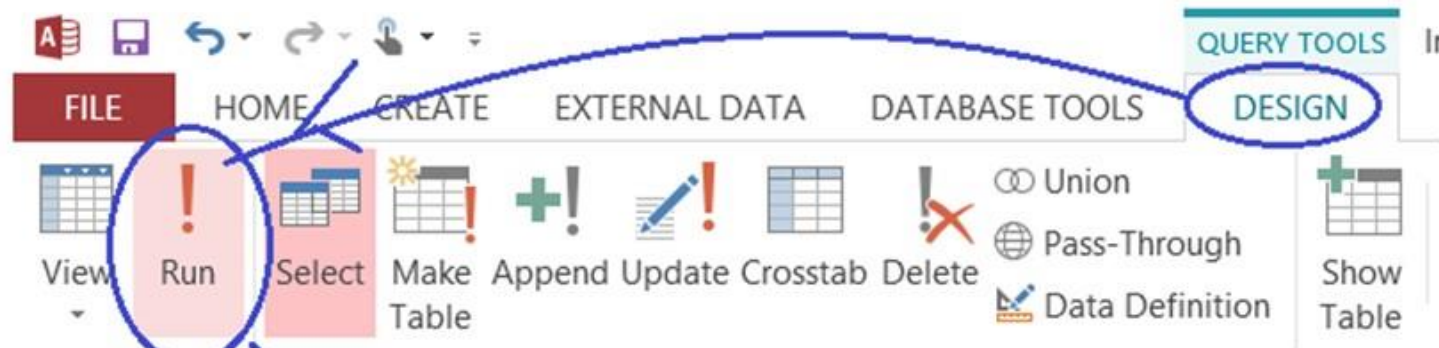 QUERY TOOLS
FILE HOME CREATE EXTERNAL DATA DATABASE TOOLS DESIGN
View Run Select Make Table Append Update Crosstab Delete
Union
Pass-Through
Data Definition
Show Table